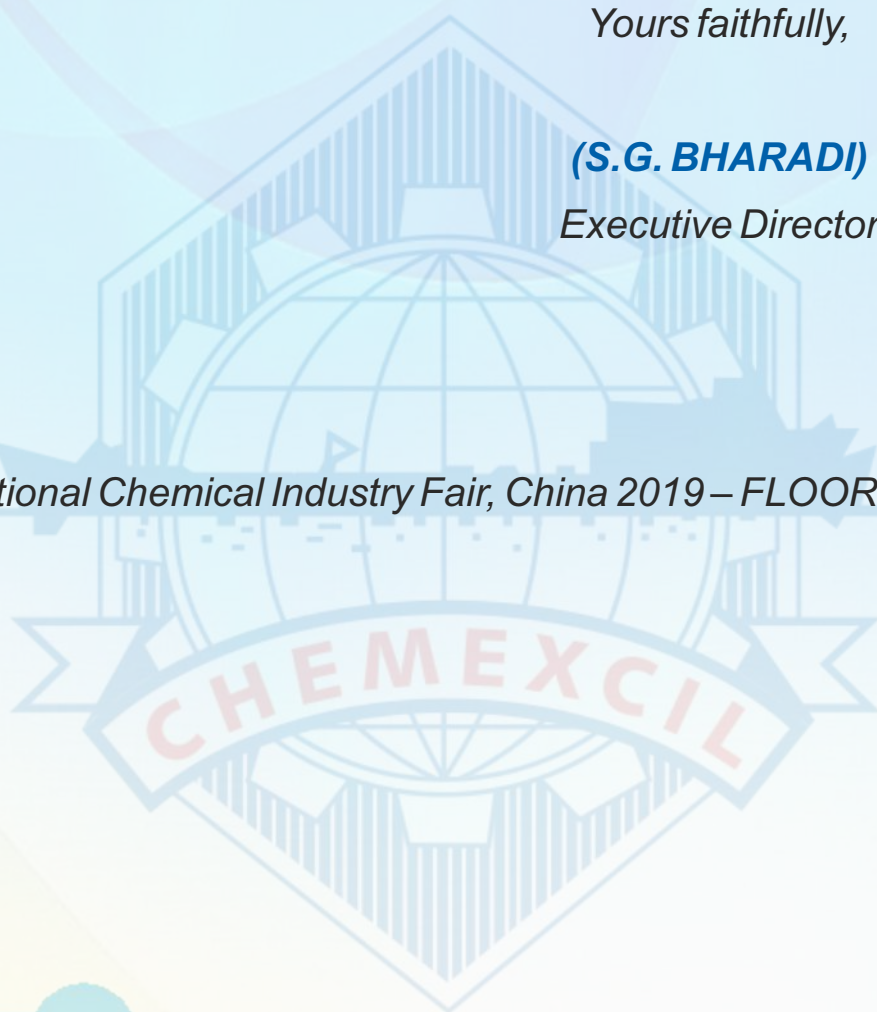 Yours faithfully,
(S.G. BHARADI)
Executive Director
tional Chemical Industry Fair, China 2019 – FLOOR
CHEMEXCIL